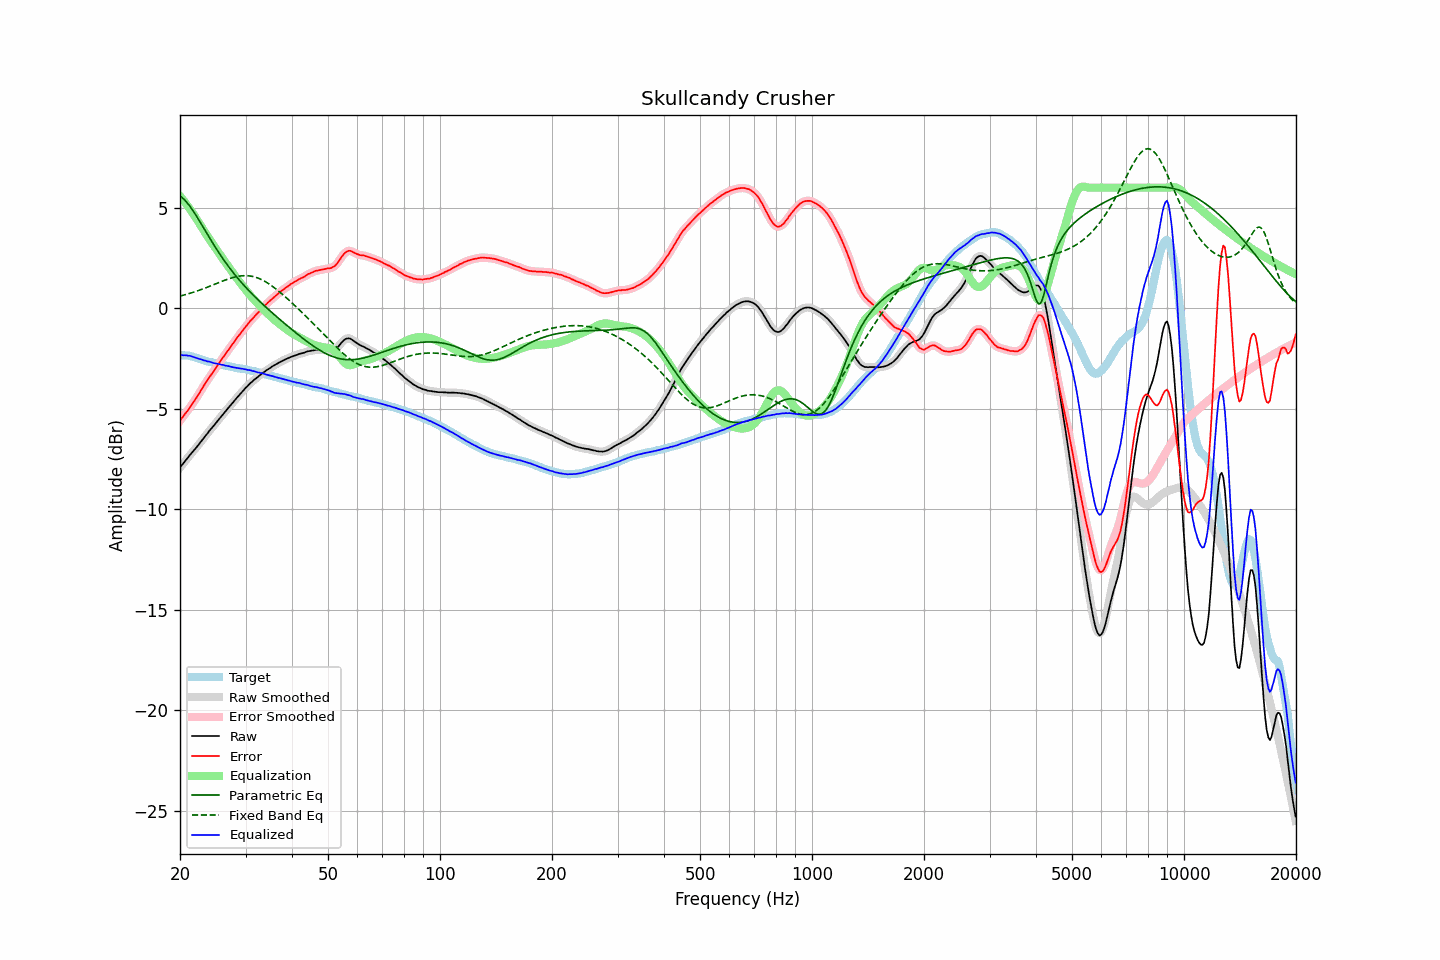 Skullcandy Crusher
Amplitude (dBr)
5
0
−5
−10
−15
−20
−25
Target
Raw Smoothed
Error Smoothed
Raw
Error
Equalization
Parametric Eq
Fixed Band Eq
Equalized
20 50 100 200 500 1000 2000 5000 10000 20000
Frequency (Hz)